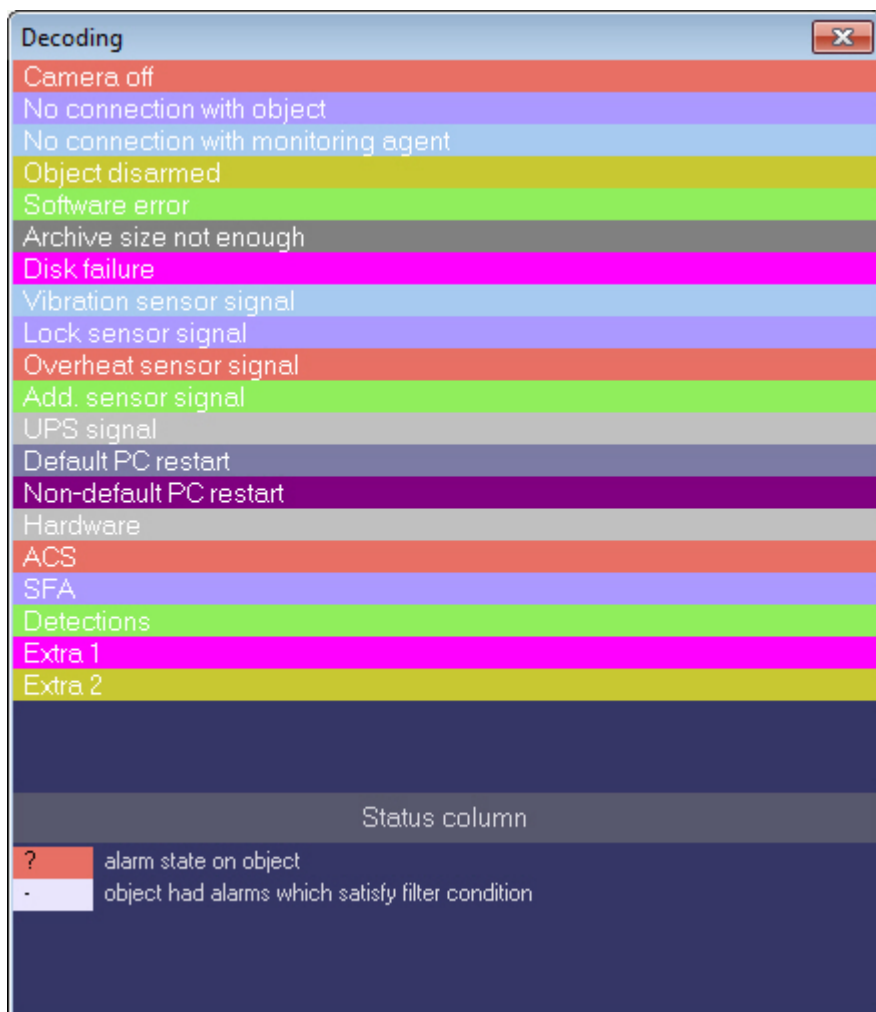 Decoding
Camera off
No connection with object
No connection with monitoring agent
Object disarmed
Software error
Archive size not enough
Disk failure
Vibration sensor signal
Lock sensor signal
Overheat sensor signal
Add. sensor signal
UPS signal
Default PC restart
Non-default PC restart
Hardware
ACS
SFA
Detections
Extra 1
Extra 2
Status column
? alarm state on object
- object had alarms which satisfy filter condition